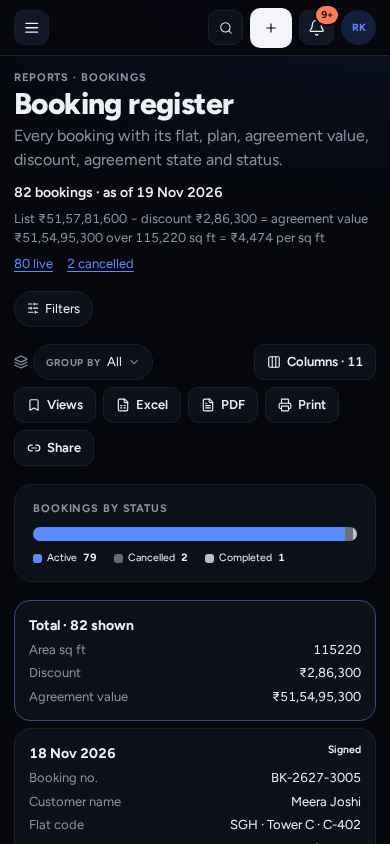 9+
RK
REPORTS · BOOKINGS
Booking register
Every booking with its flat, plan, agreement value,
discount, agreement state and status.
82 bookings · as of 19 Nov 2026
List ₹51,57,81,600 − discount ₹2,86,300 = agreement value
₹51,54,95,300 over 115,220 sq ft = ₹4,474 per sq ft
80 live 2 cancelled
Filters
GROUP BY All Columns · 11
Views Excel PDF Print
Share
BOOKINGS BY STATUS
Active 79 Cancelled 2 Completed 1
Total · 82 shown
Area sq ft 115220
Discount ₹2,86,300
Agreement value ₹51,54,95,300
18 Nov 2026 Signed
Booking no. BK-2627-3005
Customer name Meera Joshi
Flat code SGH · Tower C · C-402